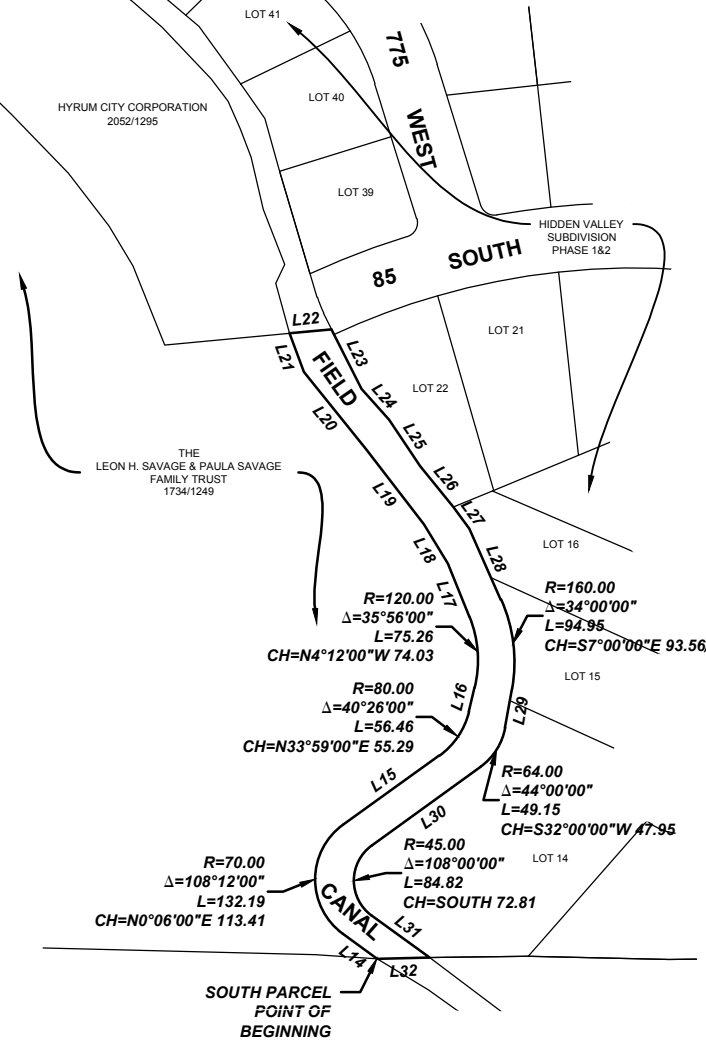 LOT 41
775
WEST
HYRUM CITY CORPORATION
2052/1295
LOT 40
LOT 39
HIDDEN VALLEY
SUBDIVISION
PHASE 1&2
85 SOUTH
L22
L21
FIELD
L23
LOT 21
LOT 22
L24
L20
L25
THE
LEON H. SAVAGE & PAULA SAVAGE
FAMILY TRUST
1734/1249
L26
L19
L27
L18
LOT 16
L28
L17
R=120.00
Δ=35°56'00"
L=75.26
CH=N4°12'00"W 74.03
R=160.00
Δ=34°00'00"
L=94.95
CH=S7°00'00"E 93.56
LOT 15
L16
L29
R=80.00
Δ=40°26'00"
L=56.46
CH=N33°59'00"E 55.29
L15
R=64.00
Δ=44°00'00"
L=49.15
CH=S32°00'00"W 47.95
L30
R=45.00
Δ=108°00'00"
L=84.82
CH=SOUTH 72.81
LOT 14
R=70.00
Δ=108°12'00"
L=132.19
CH=N0°06'00"E 113.41
CANAL
L31
L14
L32
SOUTH PARCEL
POINT OF
BEGINNING